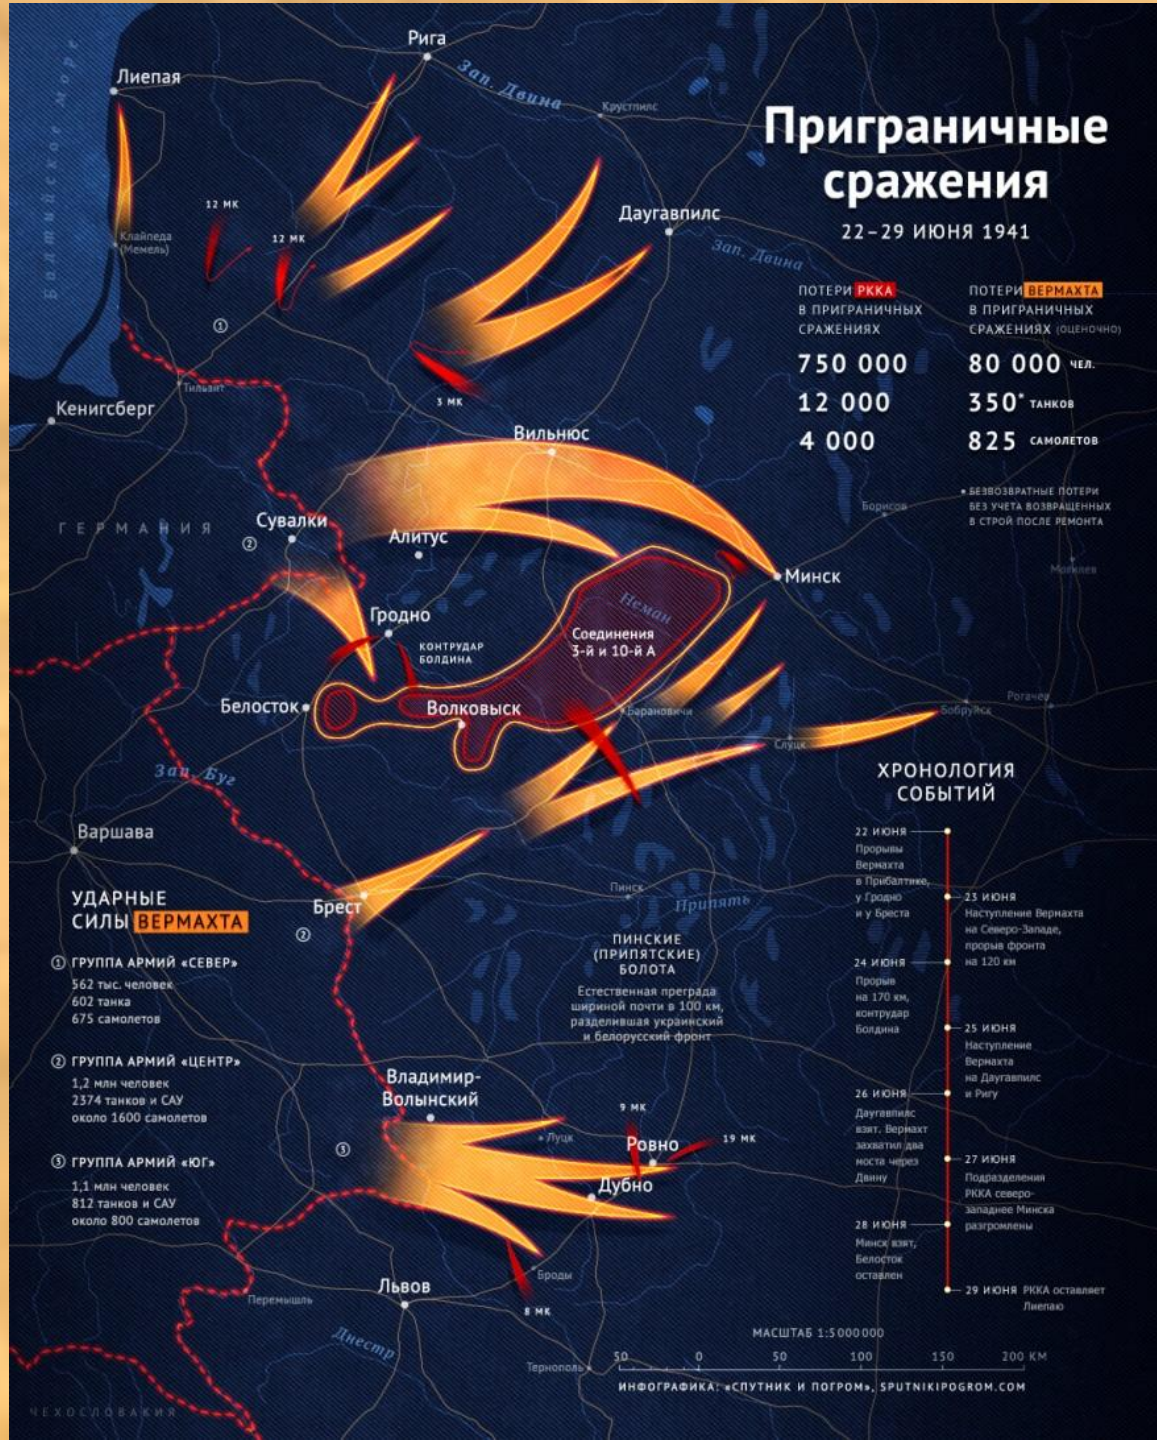 Приграничные
сражения
22–29 ИЮНЯ 1941
ПОТЕРИ РККА
В ПРИГРАНИЧНЫХ
СРАЖЕНИЯХ
750 000
12 000
4 000
ПОТЕРИ ВЕРМАХТА
В ПРИГРАНИЧНЫХ
СРАЖЕНИЯХ (ОЦЕНОЧНО)
80 000 ЧЕЛ.
350* ТАНКОВ
825 САМОЛЕТОВ
* БЕЗВОЗВРАТНЫЕ ПОТЕРИ
БЕЗ УЧЕТА ВОЗВРАЩЕННЫХ
В СТРОЙ ПОСЛЕ РЕМОНТА
Балтийское море
Рига
Лиепая
Зап. Двина
Крустпилс
12 МК
12 МК
Клайпеда
(Мемель)
Даугавпилс
Зап. Двина
①
Тильзит
3 МК
Кенигсберг
Вильнюс
Борисов
ГЕРМАНИЯ
Сувалки
②
Алитус
Могилев
Минск
Неман
Гродно
Соединения
3-й и 10-й А
КОНТРУДАР
БОЛДИНА
Белосток
Волковыск
Барановичи
Рогачев
Бобруйск
Слуцк
Зап. Буг
Варшава
Брест
②
Пинск
Припять
ПИНСКИЕ
(ПРИПЯТСКИЕ)
БОЛОТА
Естественная преграда
шириной почти в 100 км,
разделившая украинский
и белорусский фронт
УДАРНЫЕ
СИЛЫ ВЕРМАХТА
① ГРУППА АРМИЙ «СЕВЕР»
562 тыс. человек
602 танка
675 самолетов
② ГРУППА АРМИЙ «ЦЕНТР»
1,2 млн человек
2374 танков и САУ
около 1600 самолетов
③ ГРУППА АРМИЙ «ЮГ»
1,1 млн человек
812 танков и САУ
около 800 самолетов
Владимир-
Волынский
③
Луцк
9 МК
19 МК
Ровно
Дубно
Броды
8 МК
Львов
Перемышль
Днестр
Тернополь
ЧЕХОСЛОВАКИЯ
ХРОНОЛОГИЯ
СОБЫТИЙ
22 ИЮНЯ
Прорывы
Вермахта
в Прибалтике,
у Гродно
и у Бреста
23 ИЮНЯ
Наступление Вермахта
на Северо-Западе,
прорыв фронта
на 120 км
24 ИЮНЯ
Прорыв
на 170 км,
контрудар
Болдина
25 ИЮНЯ
Наступление
Вермахта
на Даугавпилс
и Ригу
26 ИЮНЯ
Даугавпилс
взят. Вермахт
захватил два
моста через
Двину
27 ИЮНЯ
Подразделения
РККА северо-
западнее Минска
разгромлены
28 ИЮНЯ
Минск взят,
Белосток
оставлен
29 ИЮНЯ РККА оставляет
Лиепаю
МАСШТАБ 1:5 000 000
50 0 50 100 150 200 КМ
ИНФОГРАФИКА: «СПУТНИК И ПОГРОМ», SPUTNIKIPOGROM.COM